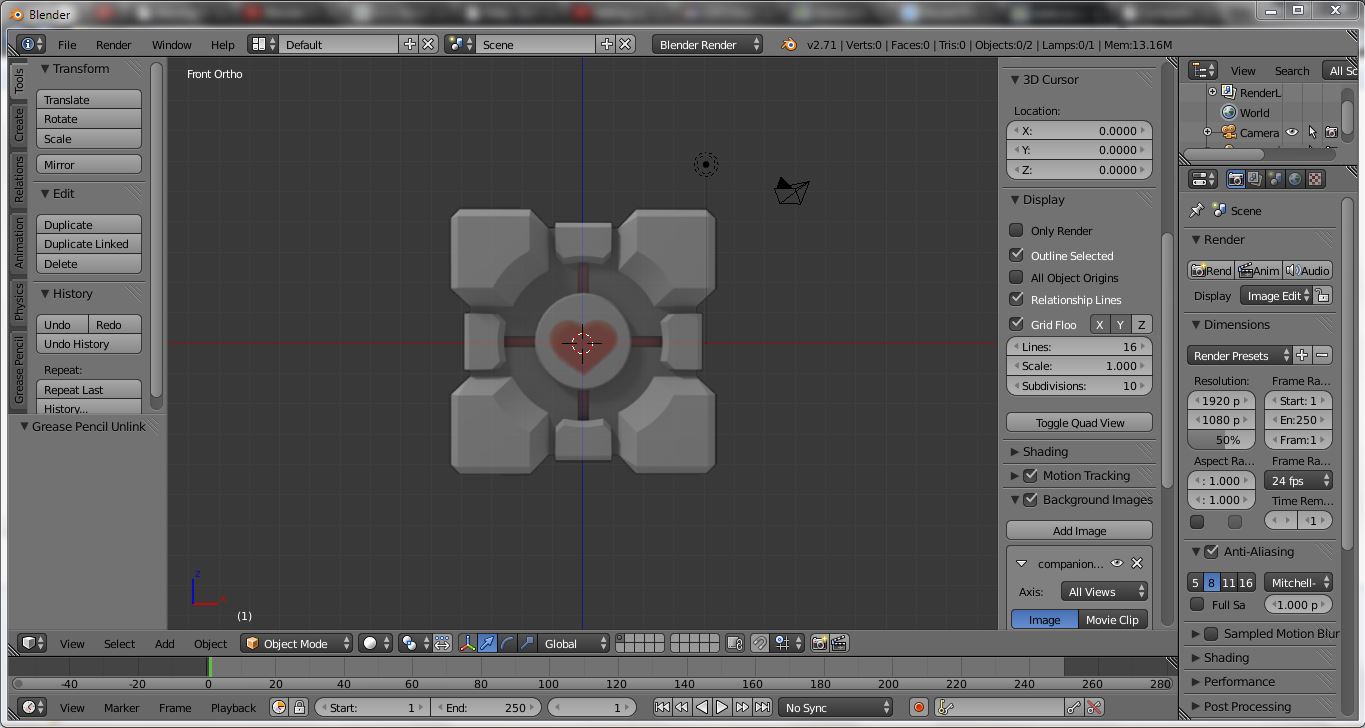 Blender
File Render Window Help Default Scene Blender Render v2.71 | Verts:0 | Faces:0 | Tris:0 | Objects:0/2 | Lamps:0/1 | Mem:13.16M
Tools
Create
Relations
Animation
Physics
Grease Pencil
Transform
Translate
Rotate
Scale
Mirror
Edit
Duplicate
Duplicate Linked
Delete
History
Undo Redo
Undo History
Repeat:
Repeat Last
History...
Grease Pencil Unlink
Front Ortho
z
x
(1)
3D Cursor
Location:
X: 0.0000
Y: 0.0000
Z: 0.0000
Display
Only Render
Outline Selected
All Object Origins
Relationship Lines
Grid Floo X Y Z
Lines: 16
Scale: 1.000
Subdivisions: 10
Toggle Quad View
Shading
Motion Tracking
Background Images
Add Image
companion...
Axis: All Views
Image Movie Clip
View Search All Sc
RenderL
World
Camera
Scene
Render
Rend Anim Audio
Display Image Edit
Dimensions
Render Presets
Resolution: Frame Ra...
1920 p Start: 1
1080 p En:250
50% Fram:1
Aspect Ra... Frame Ra...
: 1.000 24 fps
: 1.000 Time Rem...
1
Anti-Aliasing
5 8 11 16 Mitchell-
Full Sa 1.000 p
Sampled Motion Blur
Shading
Performance
Post Processing
View Select Add Object Object Mode Global
-40 -20 0 20 40 60 80 100 120 140 160 180 200 220 240 260 280
View Marker Frame Playback Start: 1 End: 250 1 No Sync